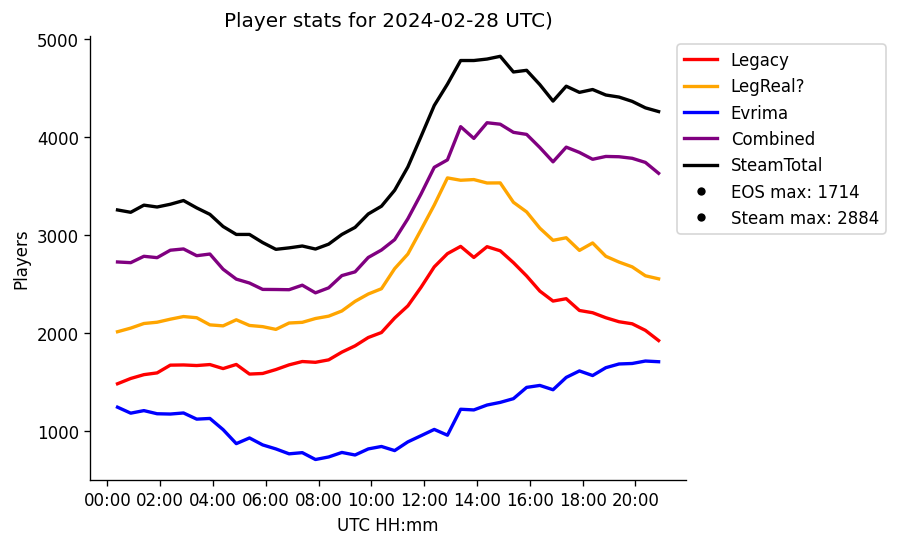 Player stats for 2024-02-28 UTC)
5000
4000
3000
2000
1000
Players
00:00 02:00 04:00 06:00 08:00 10:00 12:00 14:00 16:00 18:00 20:00
UTC HH:mm
Legacy
LegReal?
Evrima
Combined
SteamTotal
EOS max: 1714
Steam max: 2884